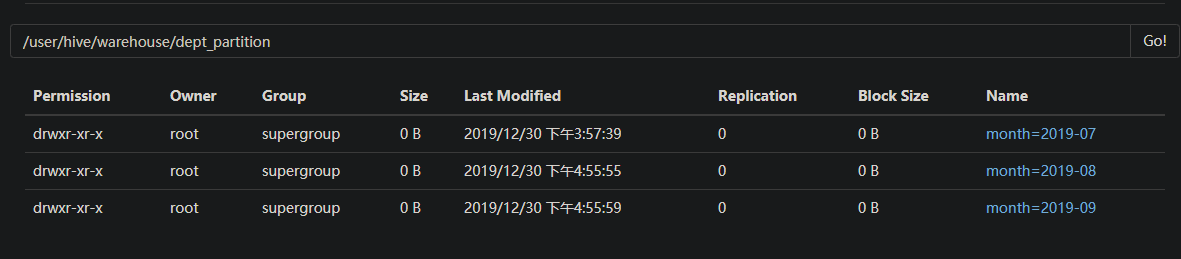 /user/hive/warehouse/dept_partition Go!
Permission Owner Group Size Last Modified Replication Block Size Name
drwxr-xr-x root supergroup 0 B 2019/12/30 下午3:57:39 0 0 B month=2019-07
drwxr-xr-x root supergroup 0 B 2019/12/30 下午4:55:55 0 0 B month=2019-08
drwxr-xr-x root supergroup 0 B 2019/12/30 下午4:55:59 0 0 B month=2019-09